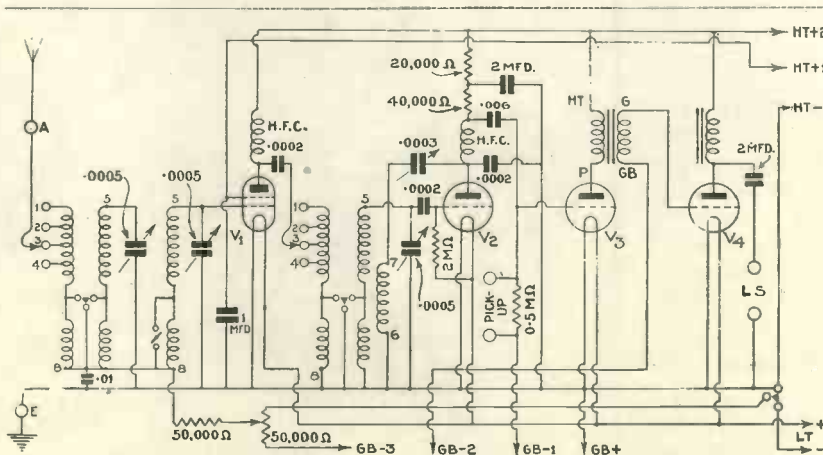 HT+2
HT+1
HT-
20,000 Ω
2 MFD.
40,000 Ω
.006
HT
G
H.F.C.
.0002
.0003
H.F.C.
.0002
P
GB
2 MFD.
A
.0005
.0005
.0002
1
2
3
4
5
5
V1
1
2
3
4
5
V2
V3
V4
7
2MΩ
.0005
PICK-UP
0·5 MΩ
LS
1
MFD
6
8
8
8
.01
E
50,000 Ω
50,000 Ω
GB-3
GB-2
GB-1
GB+
+
LT
-